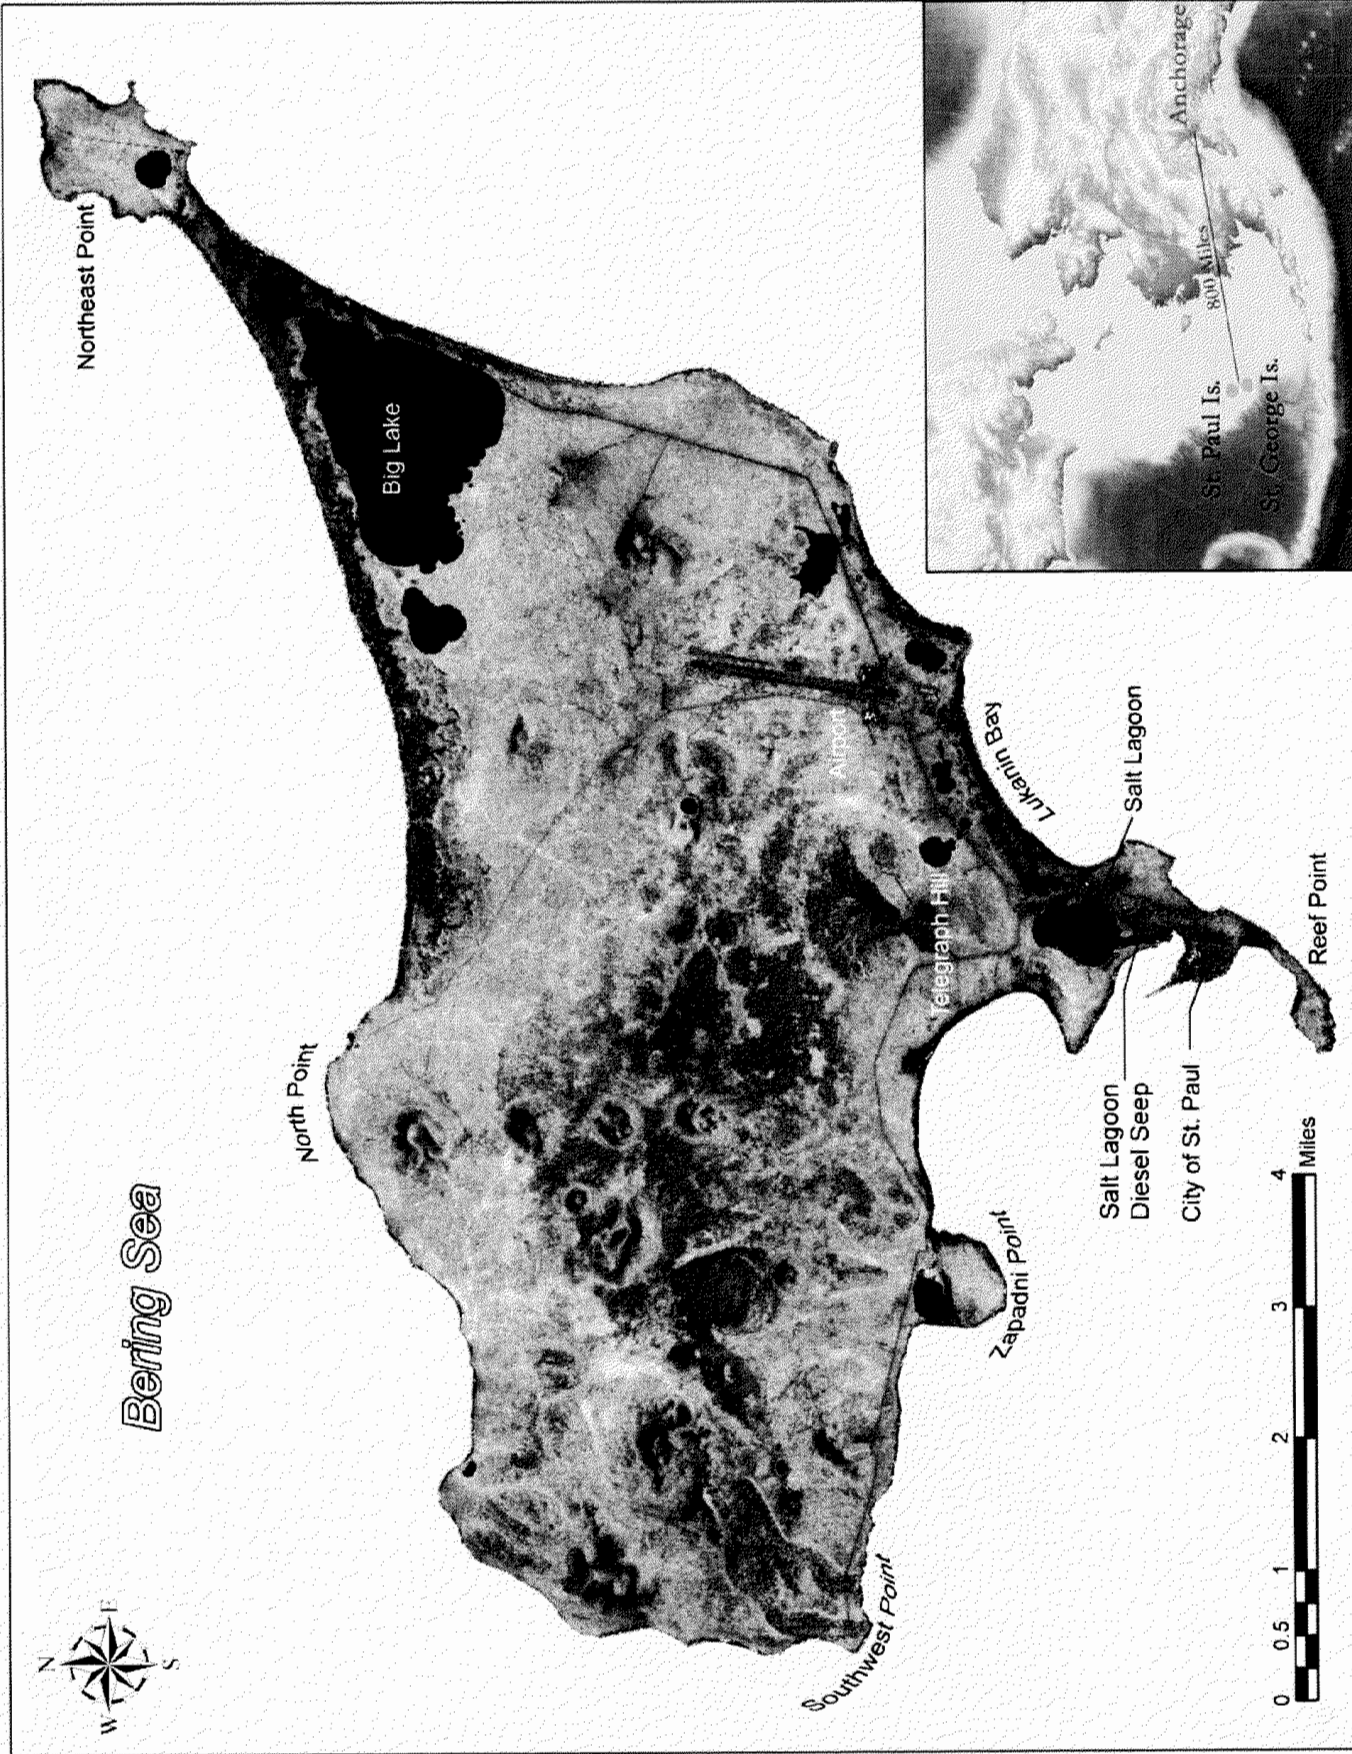 Bering Sea
N
W
E
S
Northeast Point
Big Lake
North Point
Airport
Lukanin Bay
Telegraph Hill
Salt Lagoon
Reef Point
Salt Lagoon
Diesel Seep
City of St. Paul
Zapadni Point
Southwest Point
0 0.5 1 2 3 4
Miles
Anchorage
800 Miles
St. Paul Is.
St. George Is.